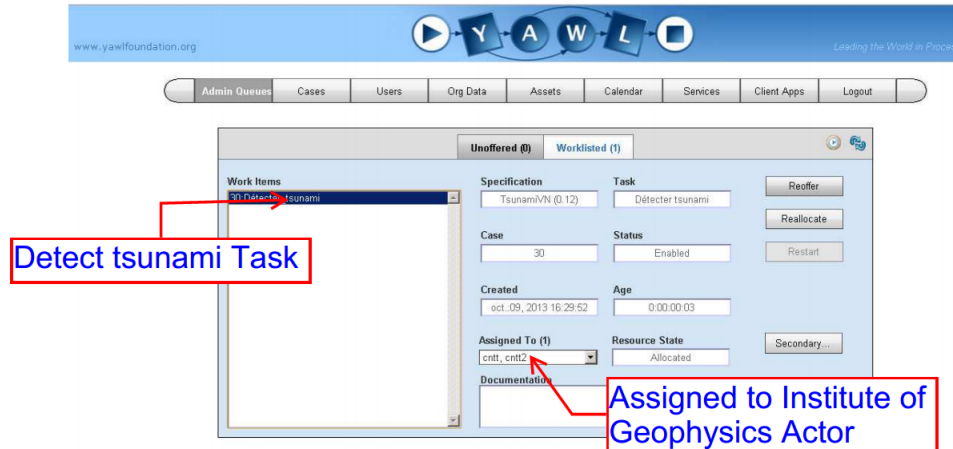 www.yawlfoundation.org
Y A W L
Leading the World in Proce
Admin Queues Cases Users Org Data Assets Calendar Services Client Apps Logout
Unoffered (0) Worklisted (1)
Work Items
30:Détecter tsunami
Specification Task
TsunamiVN (0.12) Détecter tsunami
Reoffer
Reallocate
Case Status
30 Enabled
Restart
Detect tsunami Task
Created Age
oct.:09, 2013 16:29:52 0:00:00:03
Assigned To (1) Resource State
cntt, cntt2 Allocated
Secondary...
Documentation
Assigned to Institute of
Geophysics Actor